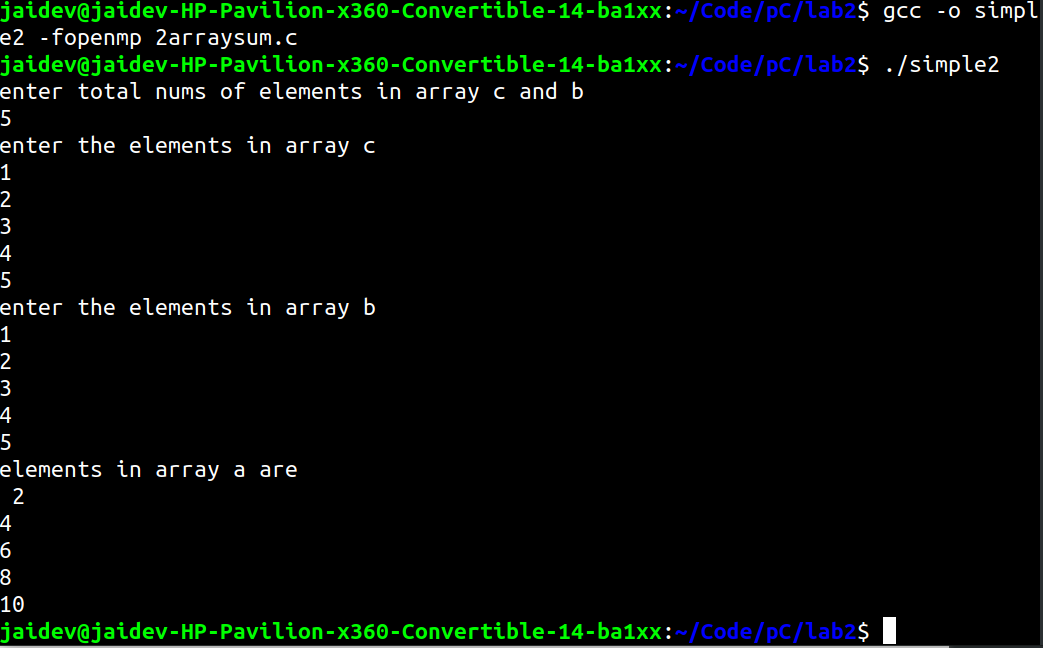 jaidev@jaidev-HP-Pavilion-x360-Convertible-14-ba1xx:~/Code/pC/lab2$ gcc -o simpl
e2 -fopenmp 2arraysum.c
jaidev@jaidev-HP-Pavilion-x360-Convertible-14-ba1xx:~/Code/pC/lab2$ ./simple2
enter total nums of elements in array c and b
5
enter the elements in array c
1
2
3
4
5
enter the elements in array b
1
2
3
4
5
elements in array a are
 2
4
6
8
10
jaidev@jaidev-HP-Pavilion-x360-Convertible-14-ba1xx:~/Code/pC/lab2$